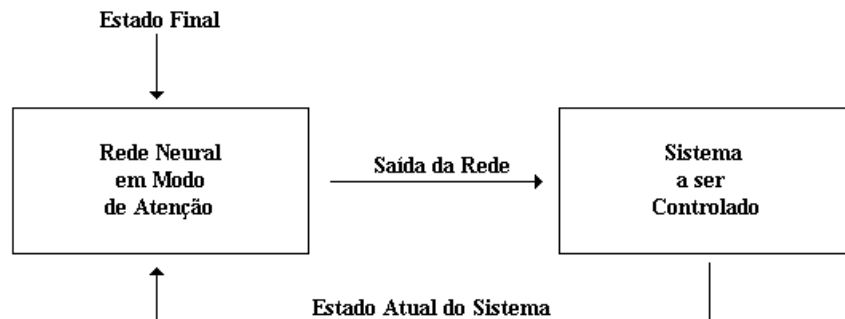 Estado Final
Rede Neural
em Modo
de Atenção
Saída da Rede
Sistema
a ser
Controlado
Estado Atual do Sistema